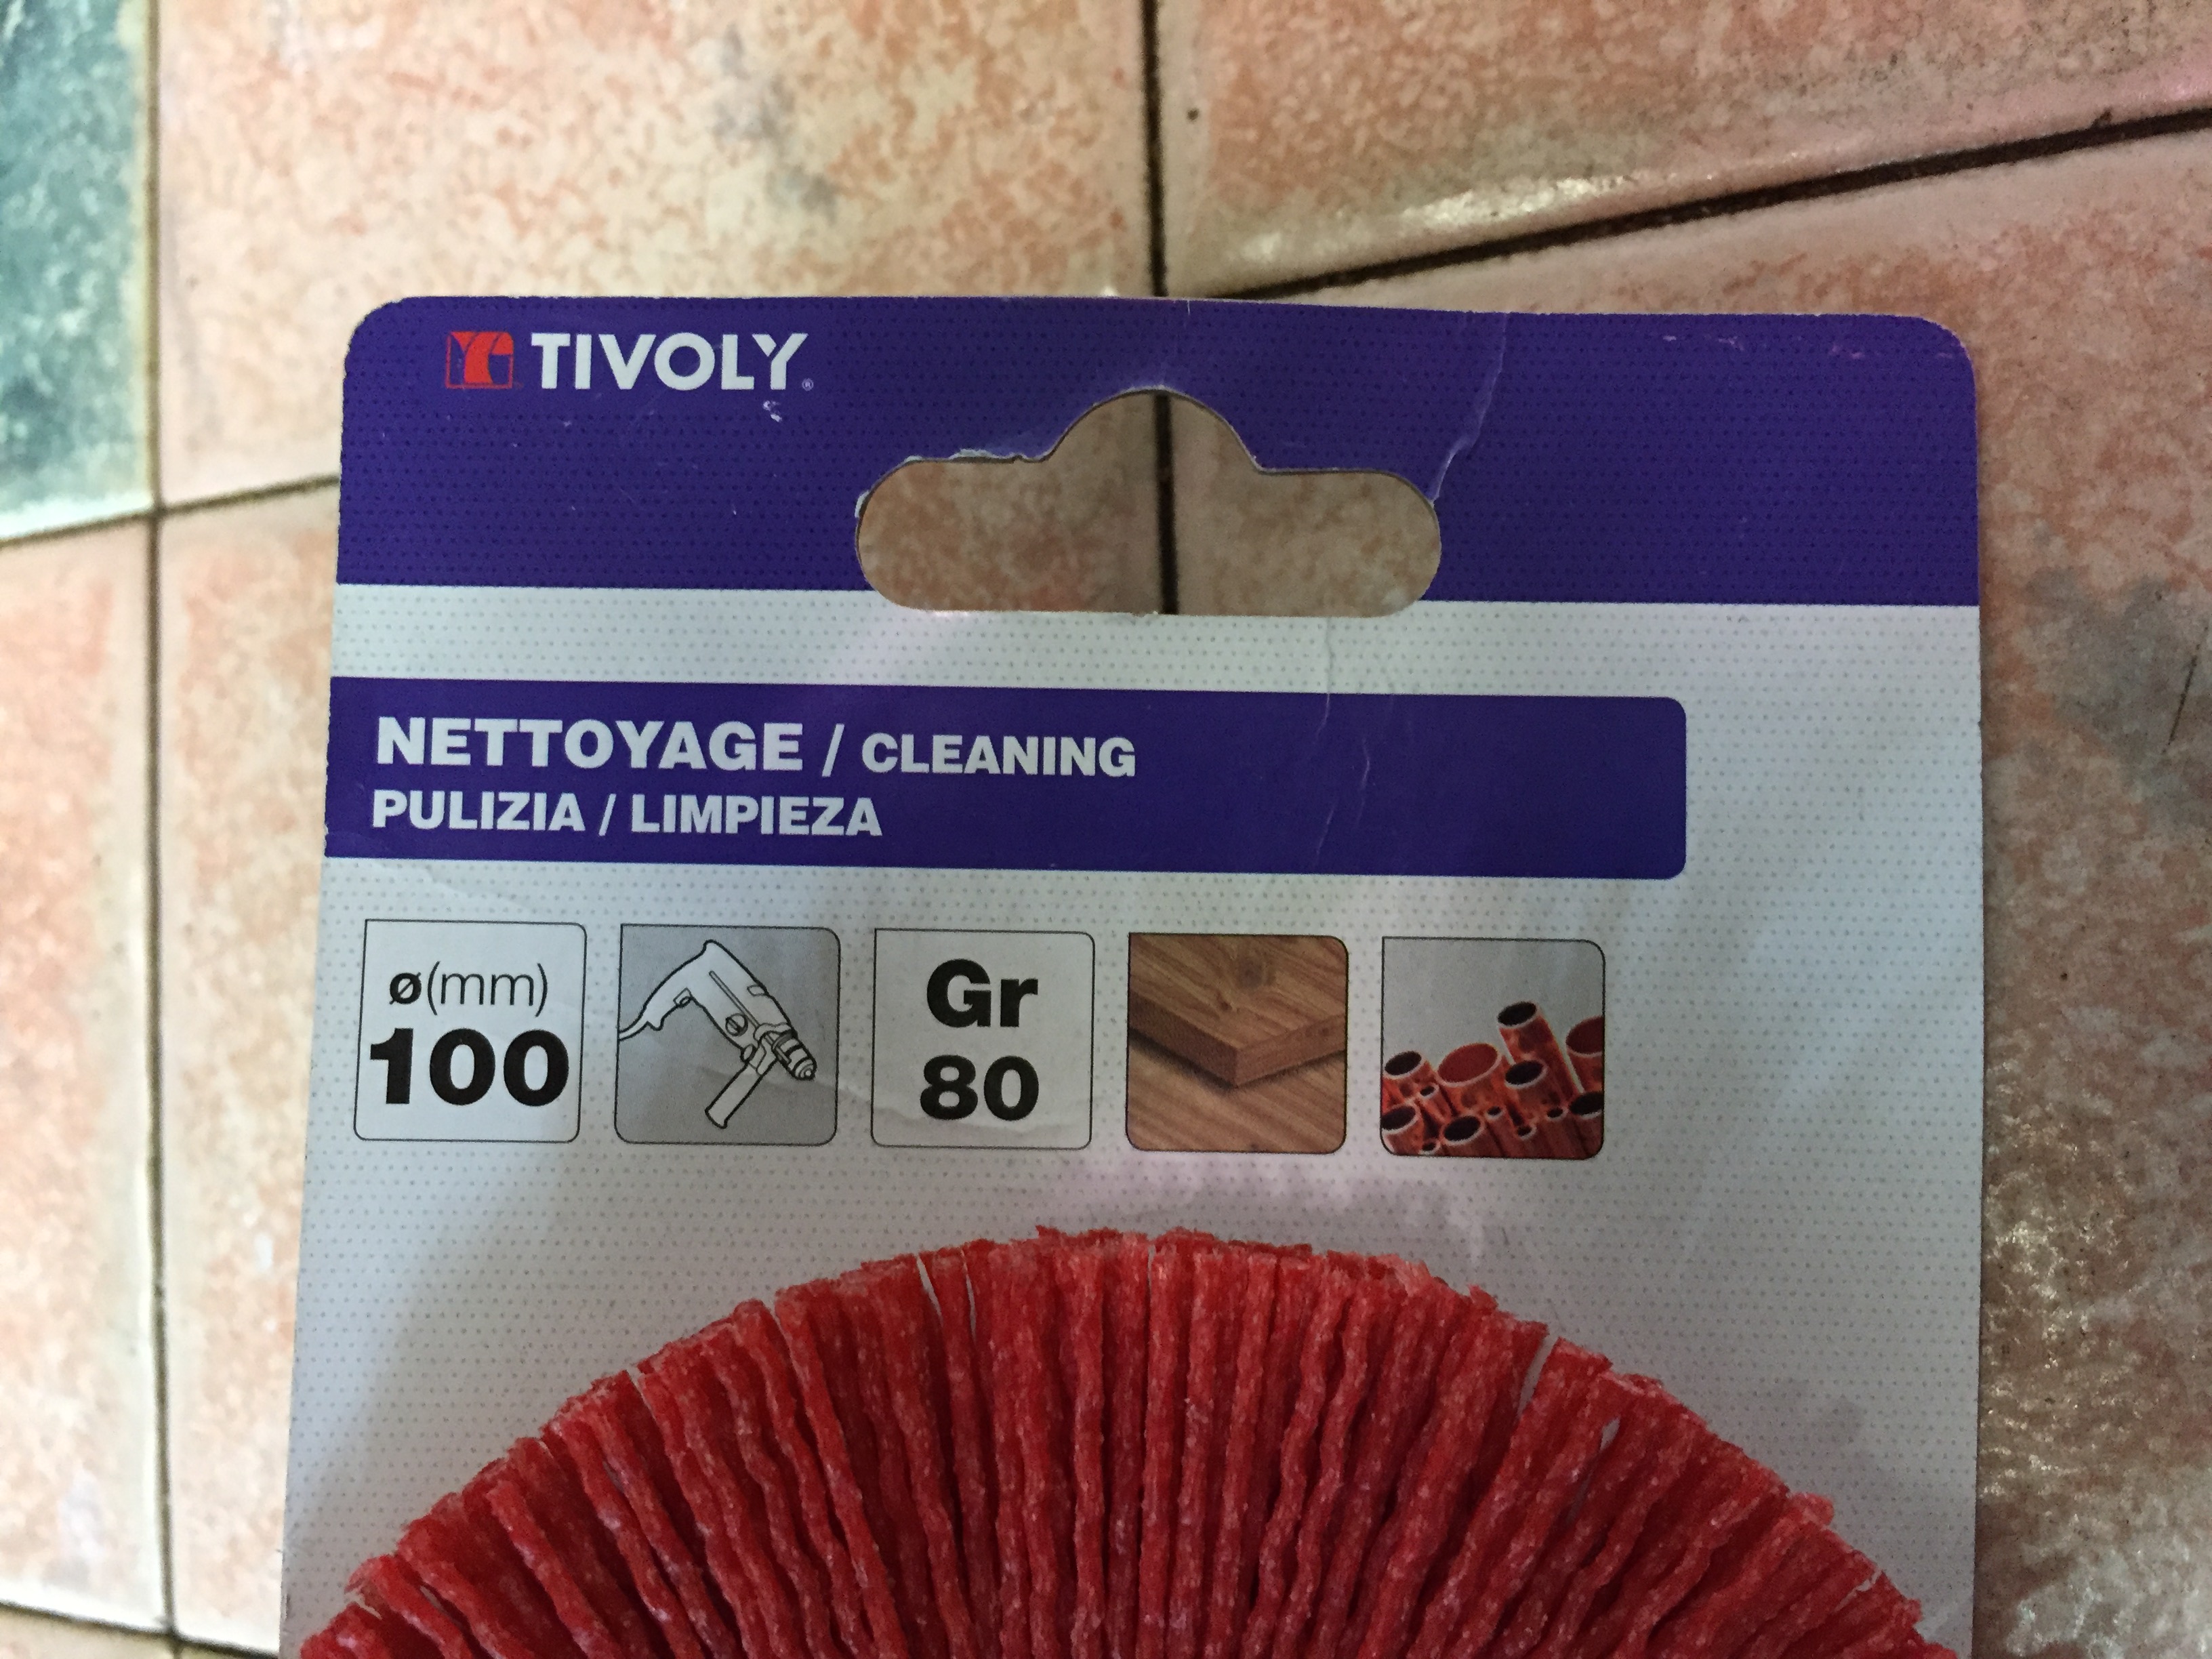 TIVOLY®
NETTOYAGE / CLEANING
PULIZIA / LIMPIEZA
ø(mm)
100
Gr
80